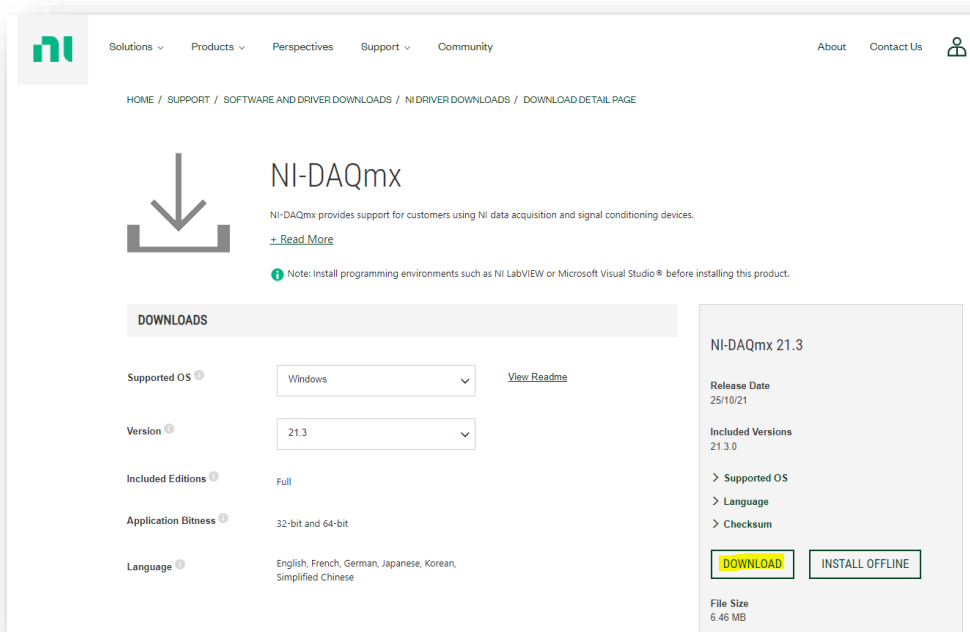 ni
Solutions
Products
Perspectives
Support
Community
About
Contact Us
HOME / SUPPORT / SOFTWARE AND DRIVER DOWNLOADS / NI DRIVER DOWNLOADS / DOWNLOAD DETAIL PAGE
NI-DAQmx
NI-DAQmx provides support for customers using NI data acquisition and signal conditioning devices.
+ Read More
i Note: Install programming environments such as NI LabVIEW or Microsoft Visual Studio® before installing this product.
DOWNLOADS
Supported OS i
Windows
View Readme
Version i
21.3
Included Editions i
Full
Application Bitness i
32-bit and 64-bit
Language i
English, French, German, Japanese, Korean,
Simplified Chinese
NI-DAQmx 21.3
Release Date
25/10/21
Included Versions
21.3.0
> Supported OS
> Language
> Checksum
DOWNLOAD
INSTALL OFFLINE
File Size
6.46 MB